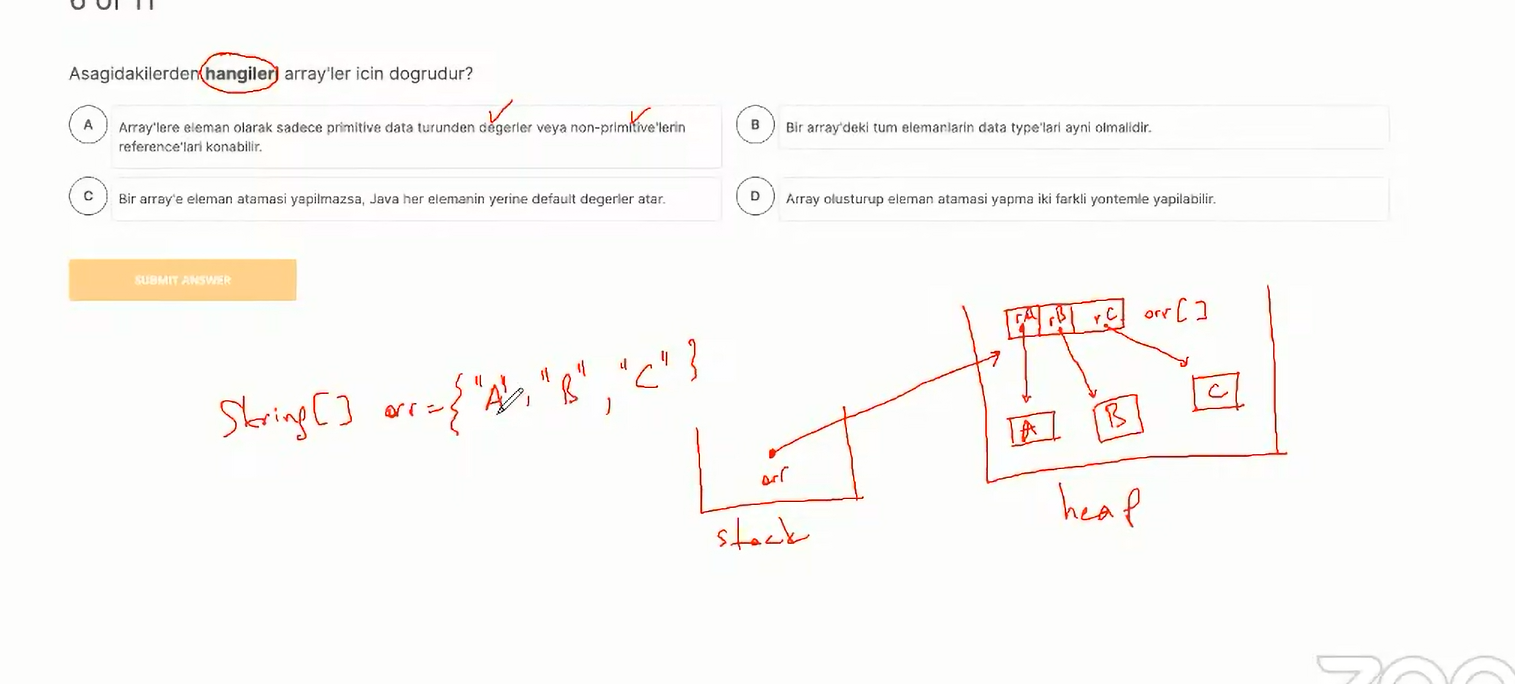 6 of 11
Asagidakilerden hangileri array'ler icin dogrudur?
A
Array'lere eleman olarak sadece primitive data turunden degerler veya non-primitive'lerin
reference'lari konabilir.
B
Bir array'deki tum elemanlarin data type'lari ayni olmalidir.
C
Bir array'e eleman atamasi yapilmazsa, Java her elemanin yerine default degerler atar.
D
Array olusturup eleman atamasi yapma iki farkli yontemle yapilabilir.
SUBMIT ANSWER
String[] arr={"A", "B", "C"}
rA rB rC arr[]
A B C
arr
stack
heap